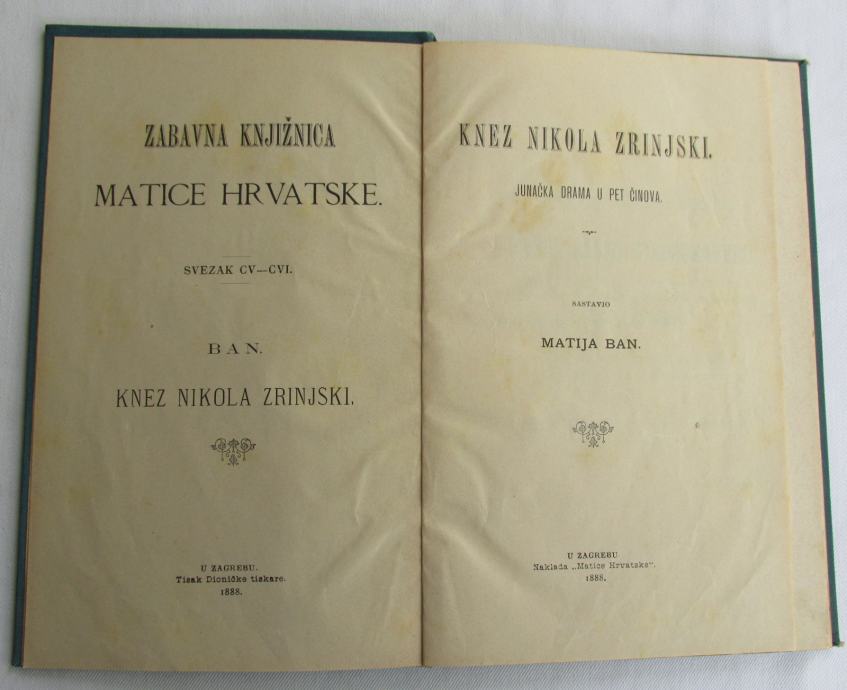 ZABAVNA KNJIŽNICA
MATICE HRVATSKE.
SVEZAK CV—CVI.
BAN.
KNEZ NIKOLA ZRINJSKI.
U ZAGREBU.
Tisak Dioničke tiskare.
1888.
KNEZ NIKOLA ZRINJSKI.
JUNAČKA DRAMA U PET ČINOVA.
SASTAVIO
MATIJA BAN.
U ZAGREBU
Naklada „Matice Hrvatske“.
1888.